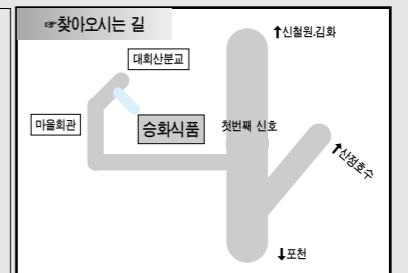 ☞찾아오시는 길
↑신철원.김화
대회산분교
마을회관
승화식품
첫번째 신호
↑산정호수
↓포천